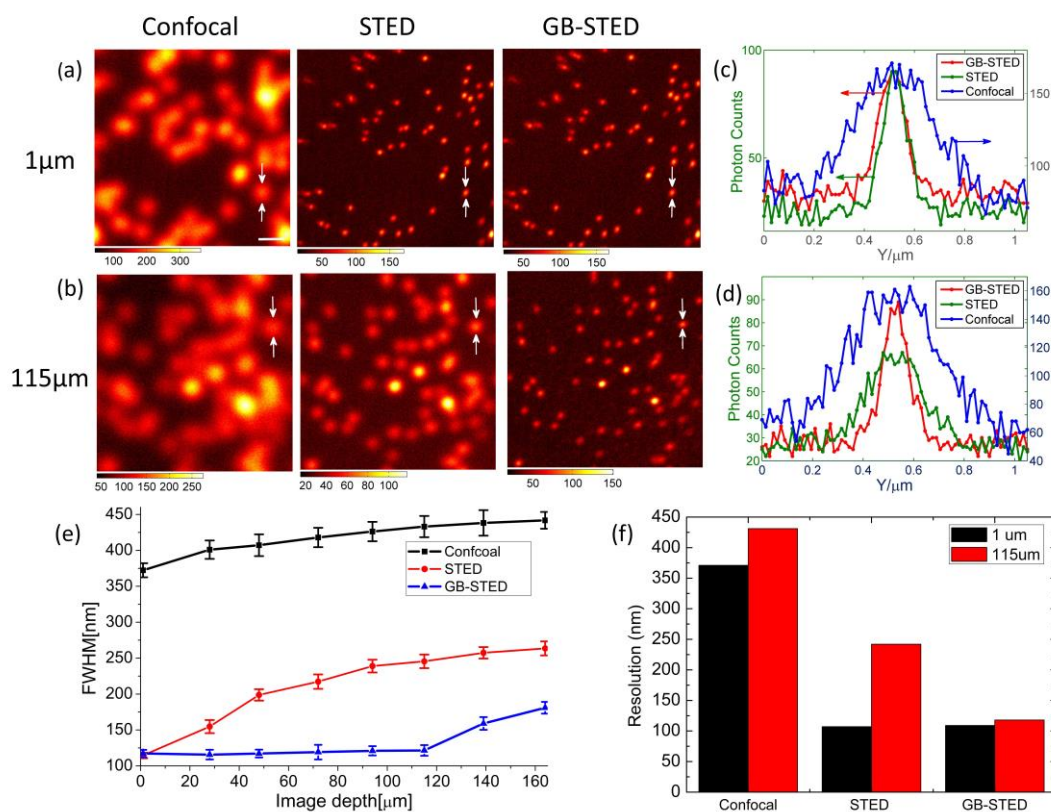 Confocal STED GB-STED
(a)
1μm
100 200 300
50 100 150
50 100 150
(b)
115μm
50 100 150 200 250
20 40 60 80 100
50 100 150
(c)
GB-STED
STED
Confocal
Photon Counts
100
50
170
100
0 0.2 0.4 0.6 0.8 1
Y/μm
(d)
GB-STED
STED
Confocal
Photon Counts
90
80
70
60
50
40
30
20
160
140
120
100
80
60
40
0 0.2 0.4 0.6 0.8 1
Y/μm
(e)
Confcoal
STED
GB-STED
FWHM[nm]
450
400
350
300
250
200
150
100
0 20 40 60 80 100 120 140 160
Image depth[μm]
(f)
1 um
115um
Resolution (nm)
450
400
350
300
250
200
150
100
50
0
Confocal STED GB-STED